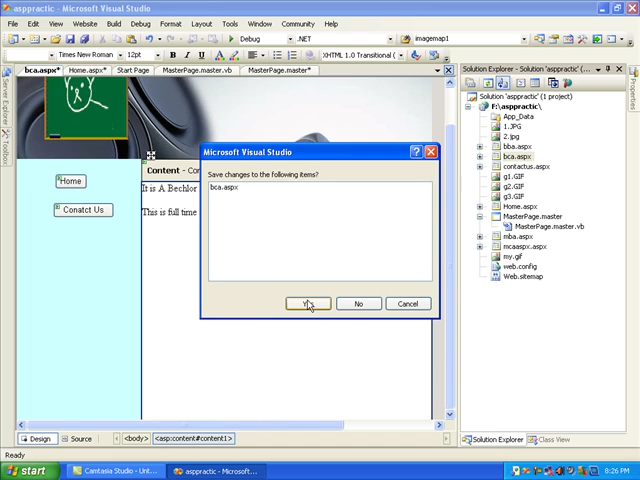 bca.aspx* - Microsoft Visual Studio
File Edit View Website Build Debug Format Layout Tools Window Community Help
Debug .NET imagemap1
Times New Roman 12pt B I U A XHTML 1.0 Transitional (
bca.aspx* Home.aspx* Start Page MasterPage.master.vb MasterPage.master*
Server Explorer
Toolbox
Home
Conatct Us
Content - Con
It is A Bechlor
This is full time
Microsoft Visual Studio
Save changes to the following items?
bca.aspx
Yes No Cancel
Solution Explorer - F:\asppractic\
Solution 'asppractic' (1 project)
F:\asppractic\
App_Data
1.JPG
2.jpg
bba.aspx
bca.aspx
contactus.aspx
g1.GIF
g2.GIF
g3.GIF
Home.aspx
MasterPage.master
MasterPage.master.vb
mba.aspx
mcaaspx.aspx
my.gif
web.config
Web.sitemap
Properties
Design Source <body> <asp:content#content1>
Solution Explorer Class View
Ready
start Camtasia Studio - Unt... asppractic - Microsoft... 8:26 PM